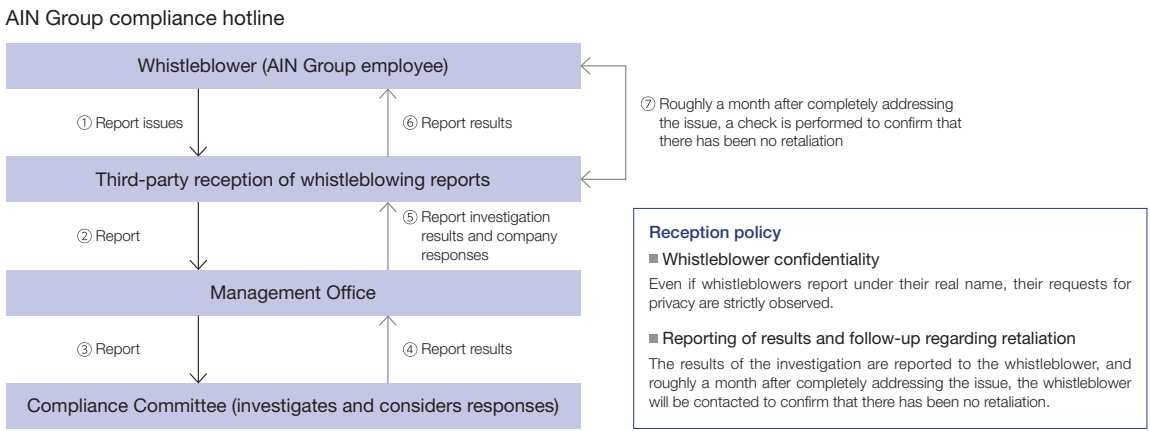 AIN Group compliance hotline
Whistleblower (AIN Group employee)
① Report issues
⑥ Report results
⑦ Roughly a month after completely addressing
the issue, a check is performed to confirm that
there has been no retaliation
Third-party reception of whistleblowing reports
② Report
⑤ Report investigation
results and company
responses
Management Office
③ Report
④ Report results
Compliance Committee (investigates and considers responses)
Reception policy
■ Whistleblower confidentiality
Even if whistleblowers report under their real name, their requests for
privacy are strictly observed.
■ Reporting of results and follow-up regarding retaliation
The results of the investigation are reported to the whistleblower, and
roughly a month after completely addressing the issue, the whistleblower
will be contacted to confirm that there has been no retaliation.